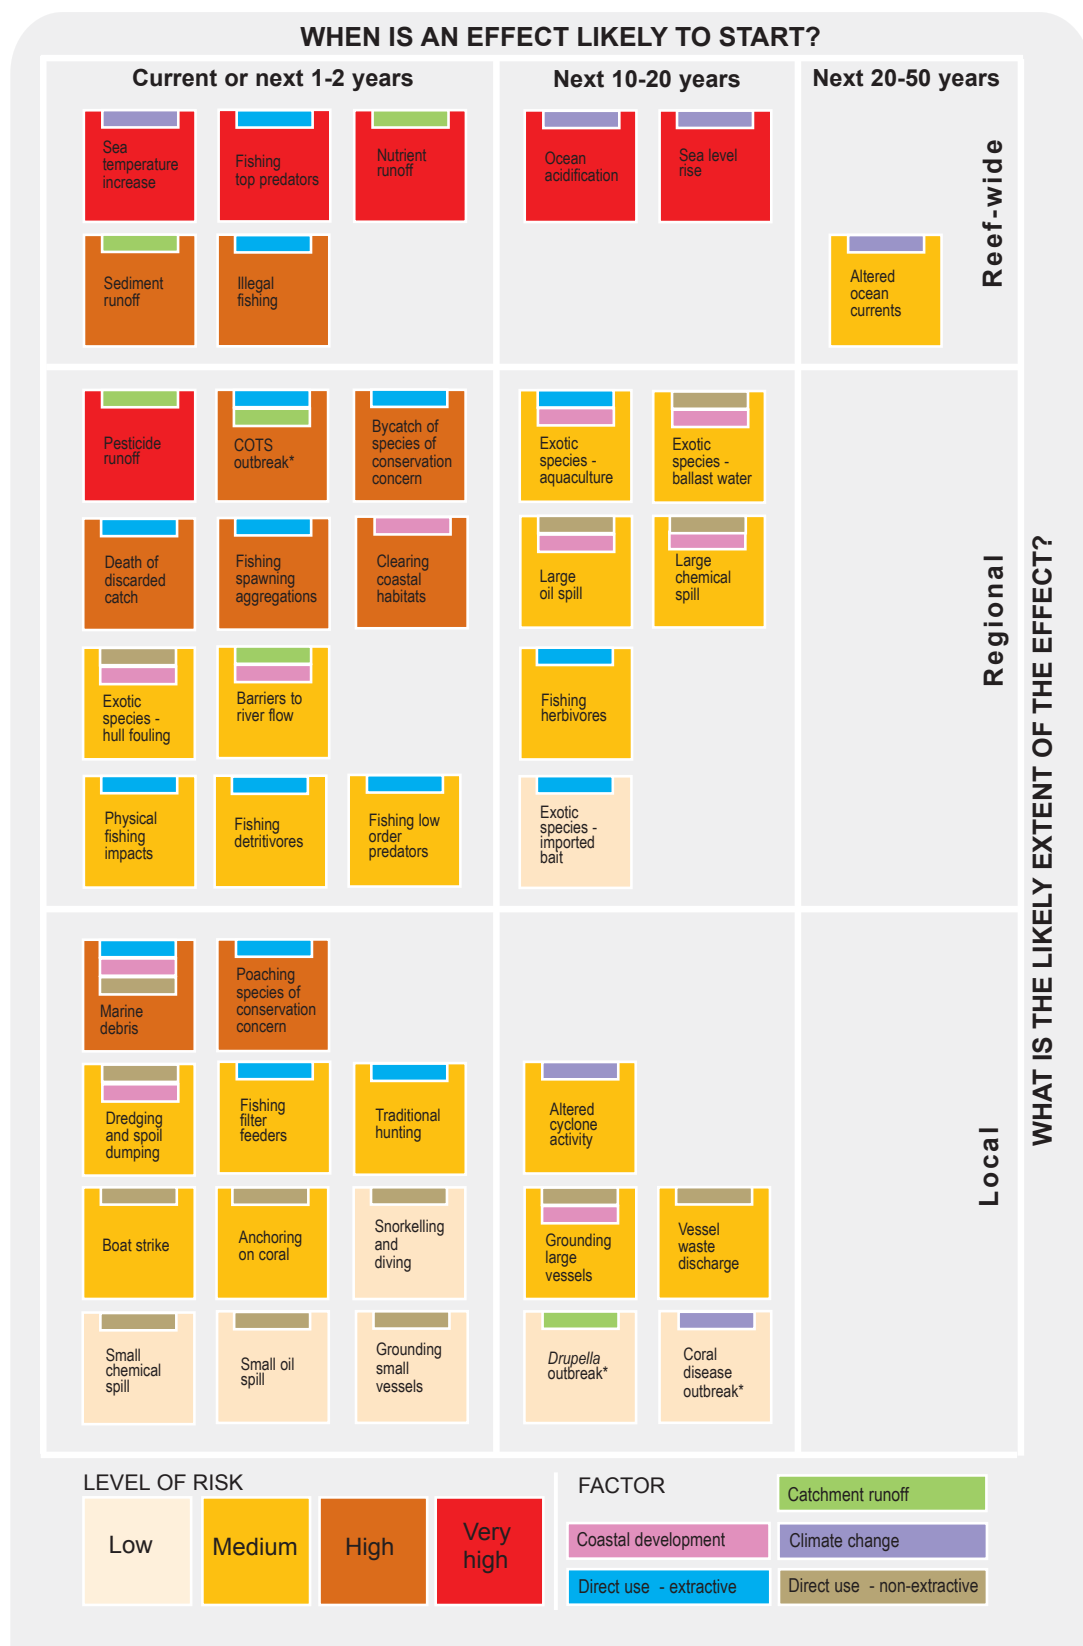 WHEN IS AN EFFECT LIKELY TO START?
Current or next 1-2 years
Next 10-20 years
Next 20-50 years
Sea
temperature
increase
Fishing
top predators
Nutrient
runoff
Ocean
acidification
Sea level
rise
Sediment
runoff
Illegal
fishing
Altered
ocean
currents
Reef-wide
Pesticide
runoff
COTS
outbreak*
Bycatch of
species of
conservation
concern
Exotic
species -
aquaculture
Exotic
species -
ballast water
Death of
discarded
catch
Fishing
spawning
aggregations
Clearing
coastal
habitats
Large
oil spill
Large
chemical
spill
Exotic
species -
hull fouling
Barriers to
river flow
Fishing
herbivores
Physical
fishing
impacts
Fishing
detritivores
Fishing low
order
predators
Exotic
species -
imported
bait
Regional
WHAT IS THE LIKELY EXTENT OF THE EFFECT?
Marine
debris
Poaching
species of
conservation
concern
Dredging
and spoil
dumping
Fishing
filter
feeders
Traditional
hunting
Altered
cyclone
activity
Boat strike
Anchoring
on coral
Snorkelling
and
diving
Grounding
large
vessels
Vessel
waste
discharge
Small
chemical
spill
Small oil
spill
Grounding
small
vessels
Drupella
outbreak*
Coral
disease
outbreak*
Local
LEVEL OF RISK
Low
Medium
High
Very
high
FACTOR
Catchment runoff
Coastal development
Climate change
Direct use - extractive
Direct use - non-extractive